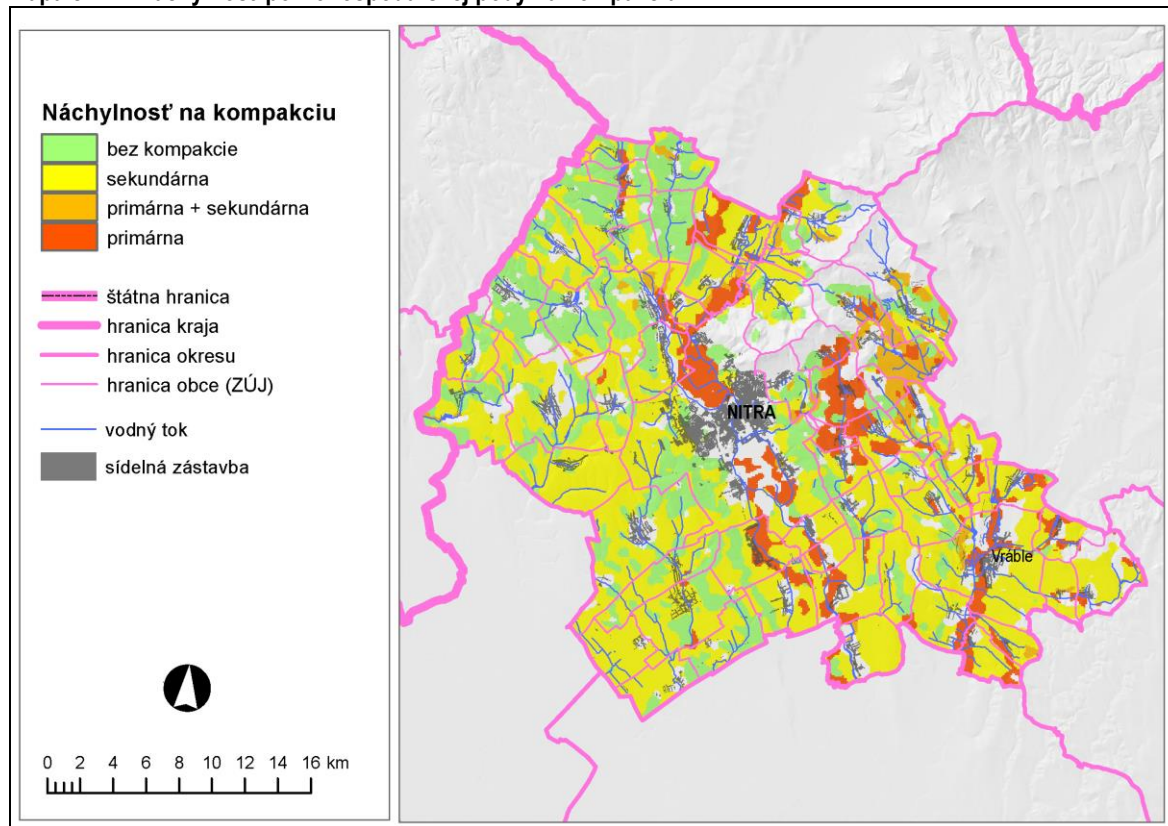 Náchylnosť na kompakciu
bez kompakcie
sekundárna
primárna + sekundárna
primárna
štátna hranica
hranica kraja
hranica okresu
hranica obce (ZÚJ)
vodný tok
sídelná zástavba
0 2 4 6 8 10 12 14 16 km
NITRA
Vráble